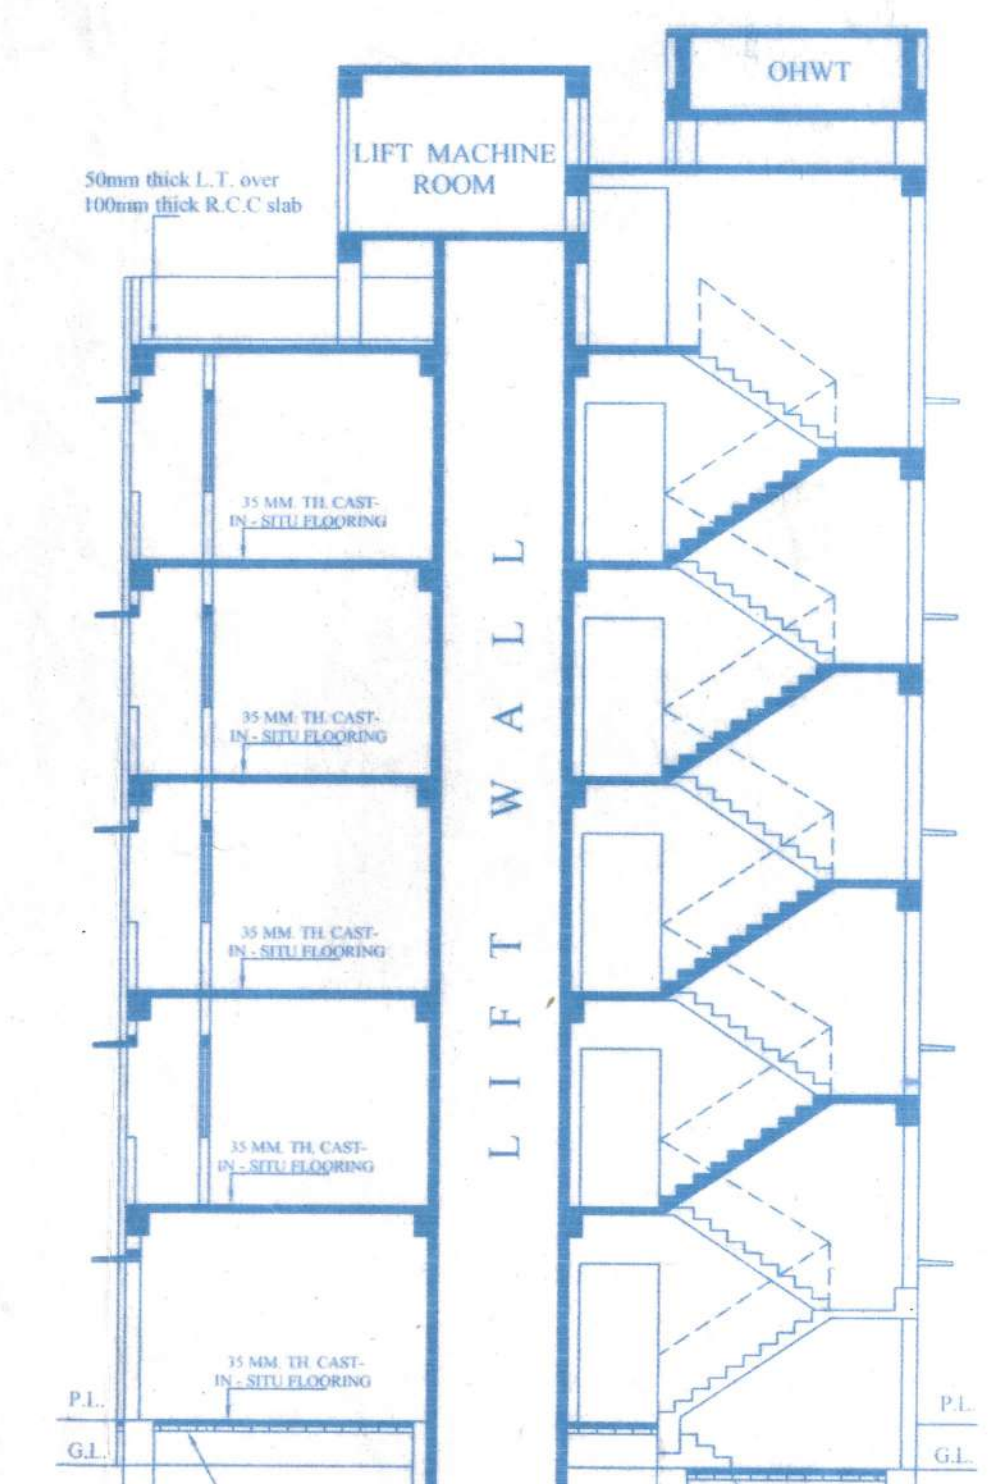 OHWT
LIFT MACHINE
ROOM
50mm thick L.T. over
100mm thick R.C.C slab
35 MM. TH. CAST-
IN - SITU FLOORING
35 MM. TH. CAST-
IN - SITU FLOORING
35 MM. TH. CAST-
IN - SITU FLOORING
35 MM. TH. CAST-
IN - SITU FLOORING
35 MM. TH. CAST-
IN - SITU FLOORING
LIFT WALL
P.L.
P.L.
G.L.
G.L.